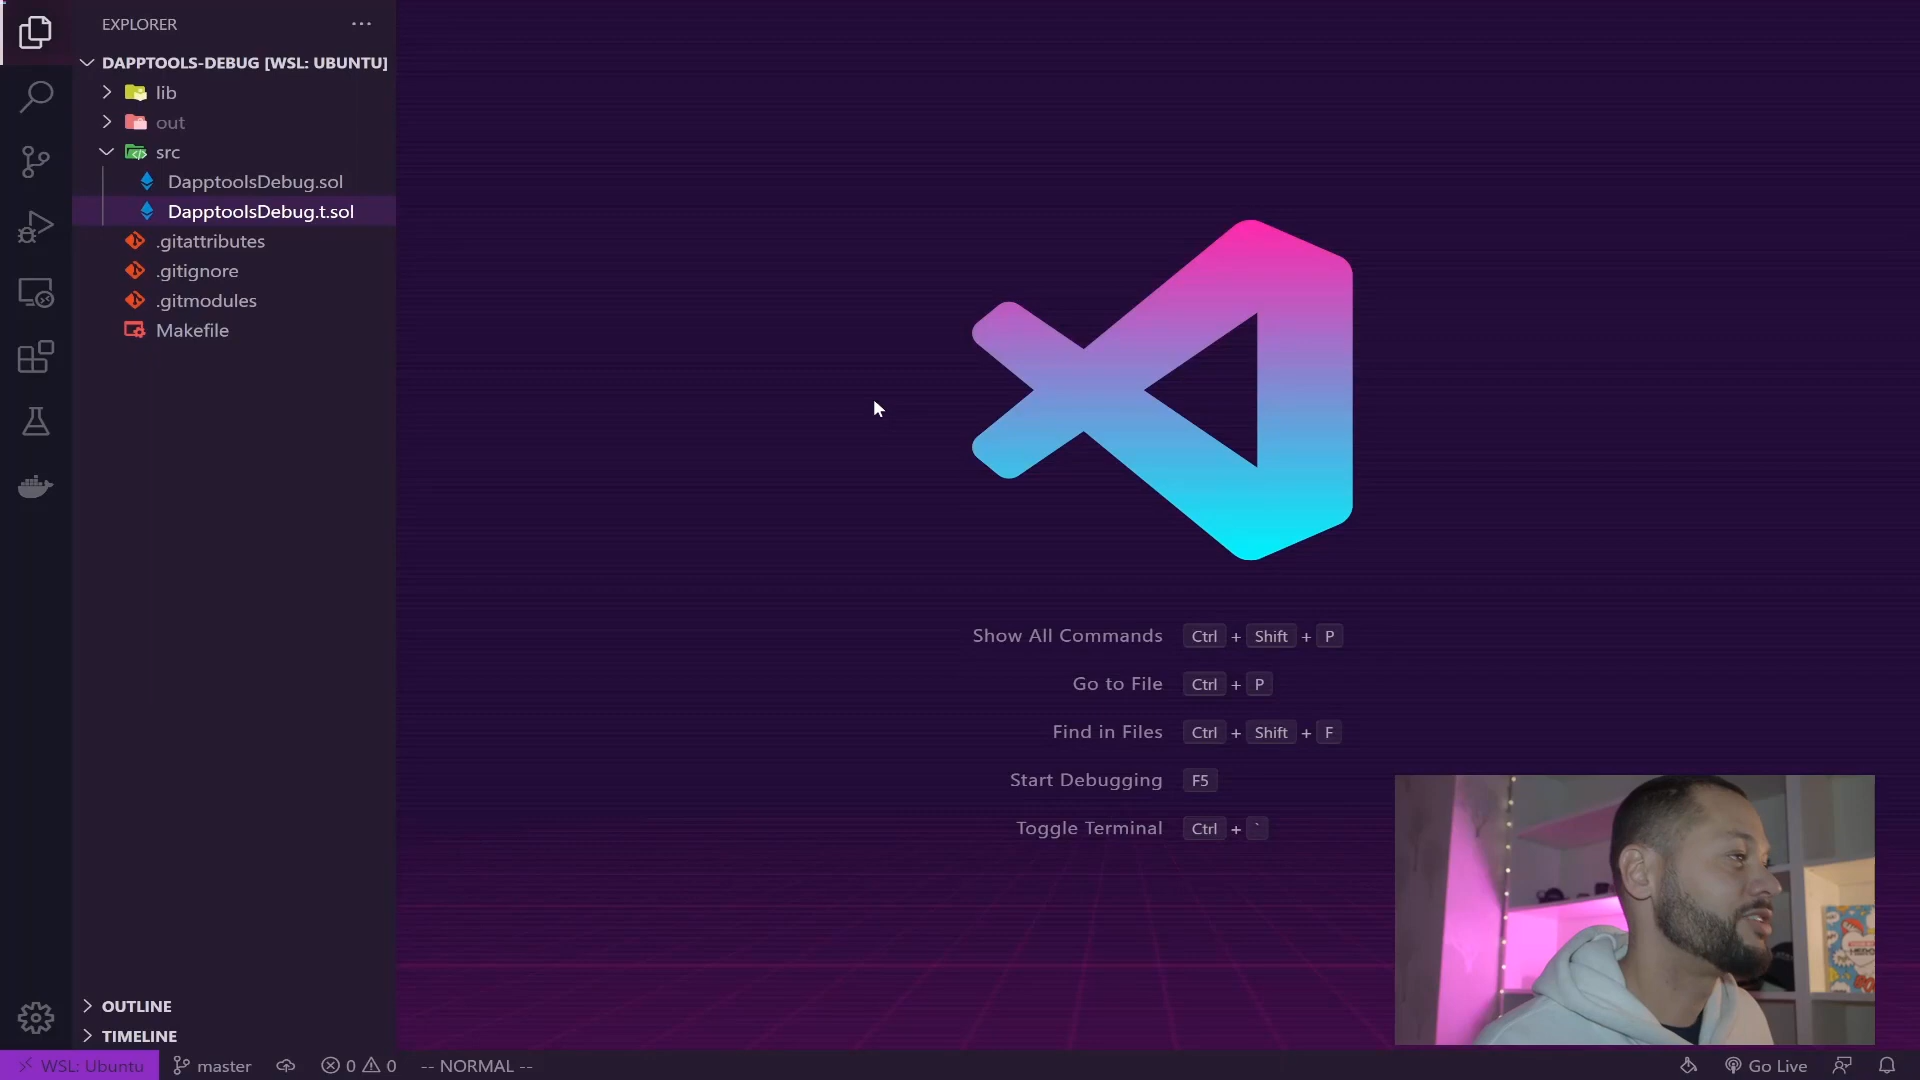 EXPLORER
DAPPTOOLS-DEBUG [WSL: UBUNTU]
lib
out
src
DapptoolsDebug.sol
DapptoolsDebug.t.sol
.gitattributes
.gitignore
.gitmodules
Makefile
Show All Commands Ctrl + Shift + P
Go to File Ctrl + P
Find in Files Ctrl + Shift + F
Start Debugging F5
Toggle Terminal Ctrl + `
OUTLINE
TIMELINE
WSL: Ubuntu master 0 0 -- NORMAL -- Go Live